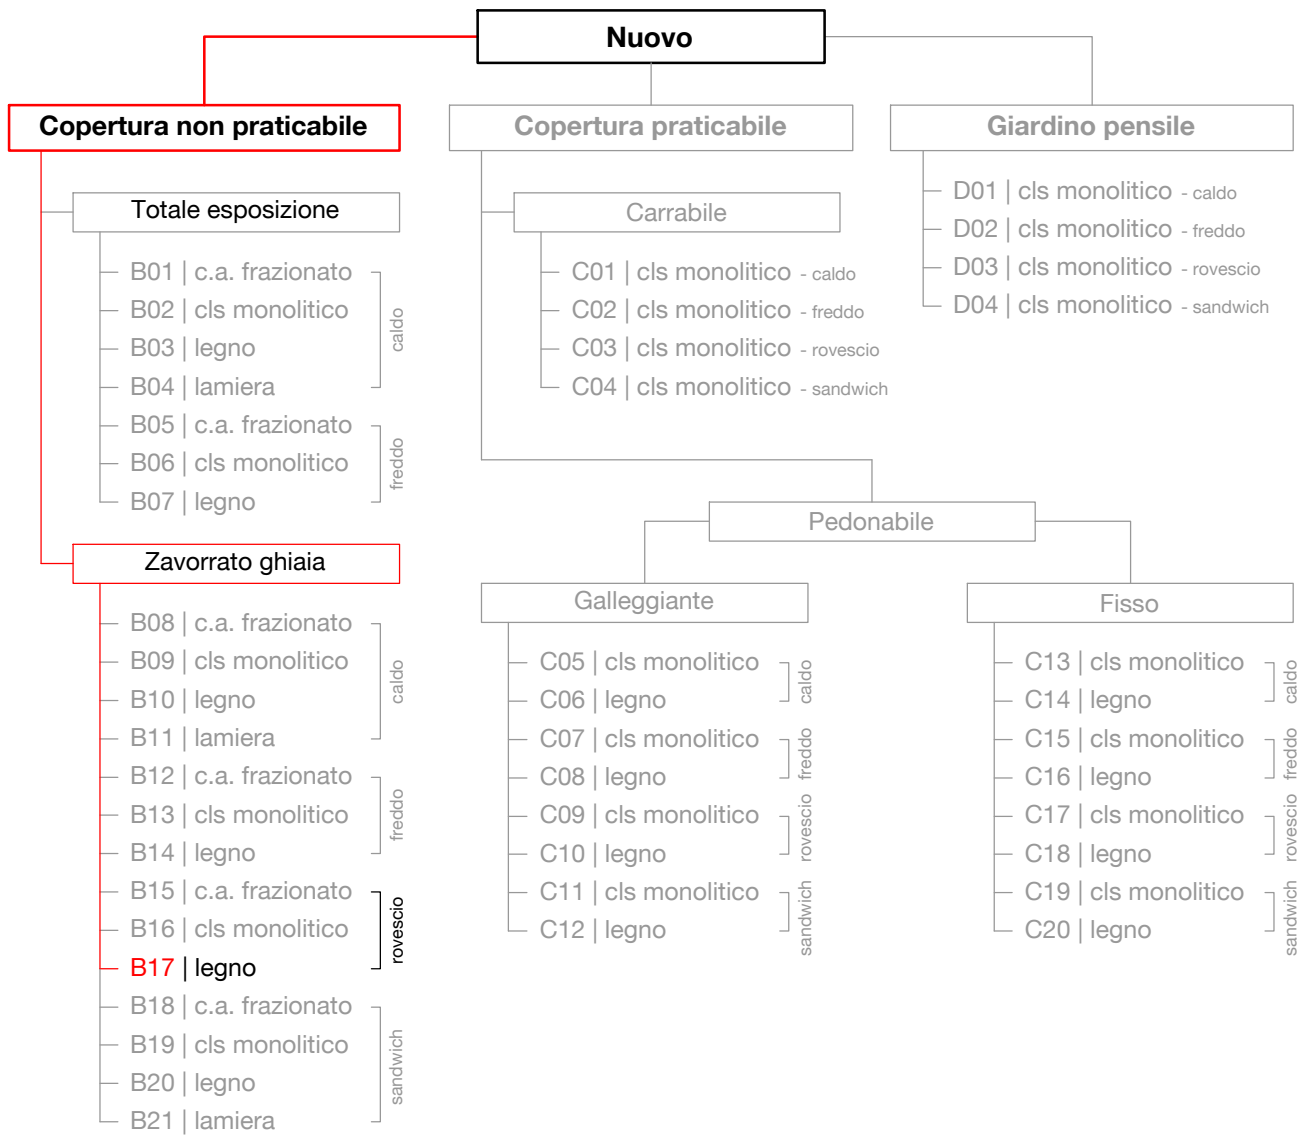 Nuovo
Copertura non praticabile
Totale esposizione
B01 | c.a. frazionato
B02 | cls monolitico
B03 | legno
B04 | lamiera
caldo
B05 | c.a. frazionato
B06 | cls monolitico
B07 | legno
freddo
Zavorrato ghiaia
B08 | c.a. frazionato
B09 | cls monolitico
B10 | legno
B11 | lamiera
caldo
B12 | c.a. frazionato
B13 | cls monolitico
B14 | legno
freddo
B15 | c.a. frazionato
B16 | cls monolitico
B17 | legno
rovescio
B18 | c.a. frazionato
B19 | cls monolitico
B20 | legno
B21 | lamiera
sandwich
Copertura praticabile
Carrabile
C01 | cls monolitico - caldo
C02 | cls monolitico - freddo
C03 | cls monolitico - rovescio
C04 | cls monolitico - sandwich
Pedonabile
Galleggiante
C05 | cls monolitico
C06 | legno
caldo
C07 | cls monolitico
C08 | legno
freddo
C09 | cls monolitico
C10 | legno
rovescio
C11 | cls monolitico
C12 | legno
sandwich
Fisso
C13 | cls monolitico
C14 | legno
caldo
C15 | cls monolitico
C16 | legno
freddo
C17 | cls monolitico
C18 | legno
rovescio
C19 | cls monolitico
C20 | legno
sandwich
Giardino pensile
D01 | cls monolitico - caldo
D02 | cls monolitico - freddo
D03 | cls monolitico - rovescio
D04 | cls monolitico - sandwich